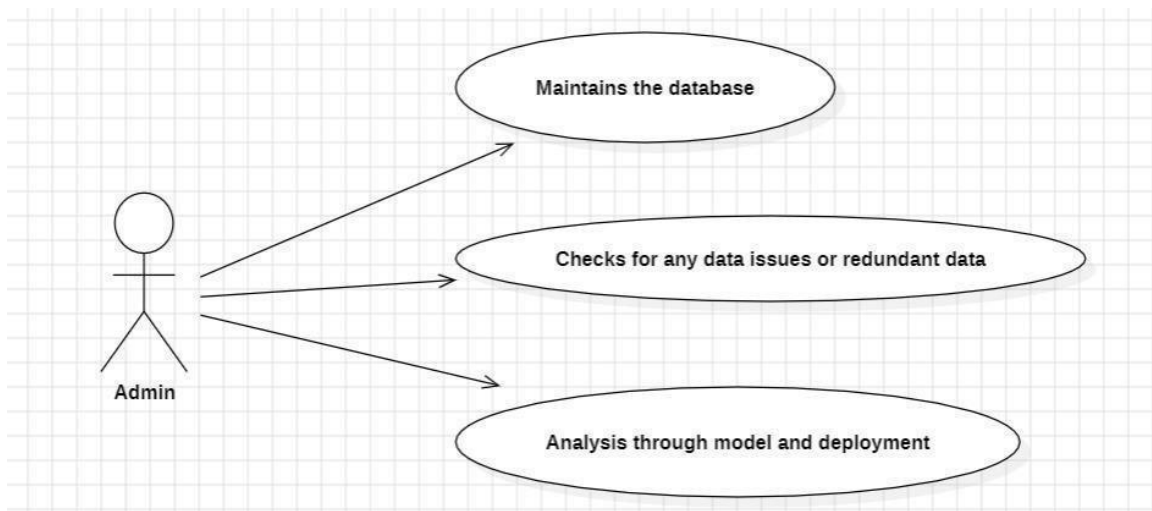 Maintains the database
Checks for any data issues or redundant data
Admin
Analysis through model and deployment